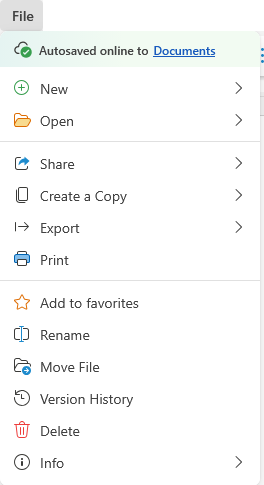 File
Autosaved online to Documents
New
Open
Share
Create a Copy
Export
Print
Add to favorites
Rename
Move File
Version History
Delete
Info